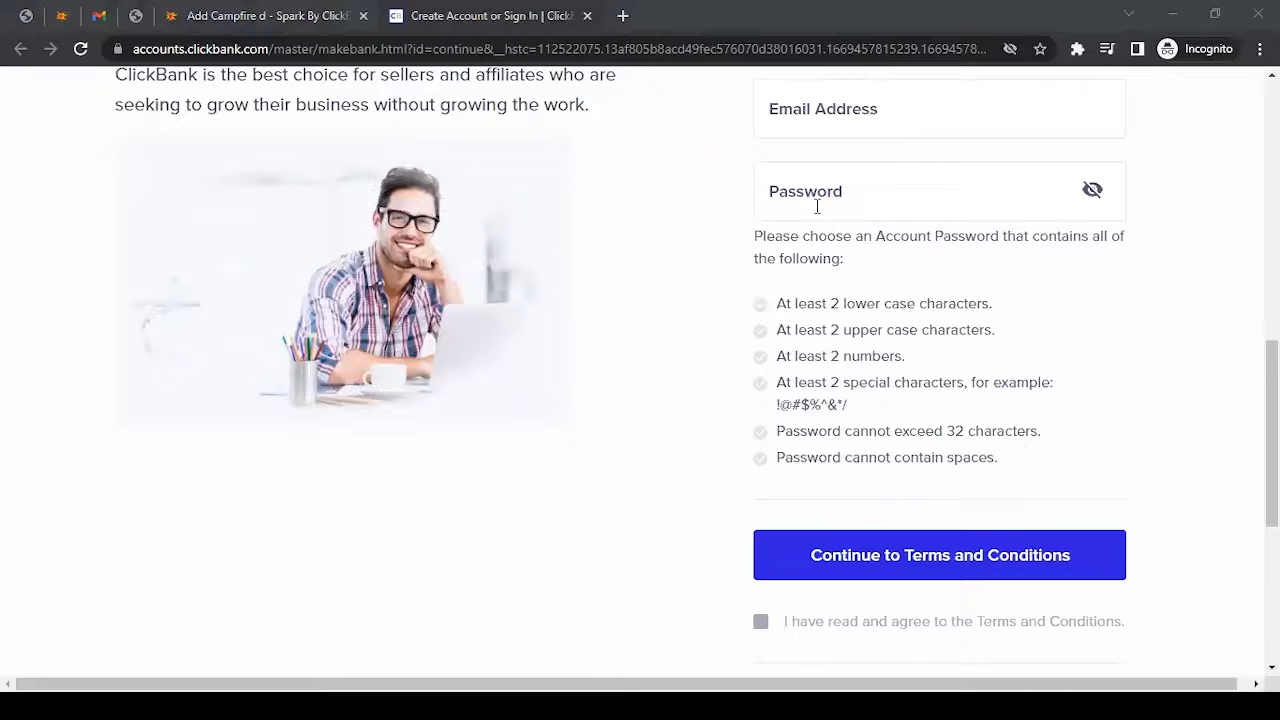 Add Campfire d - Spark By ClickB
CB
Create Account or Sign In | ClickB
accounts.clickbank.com/master/makebank.html?id=continue&__hstc=112522075.13af805b8acd49fec576070d38016031.1669457815239.16694578...
Incognito
ClickBank is the best choice for sellers and affiliates who are
seeking to grow their business without growing the work.
Email Address
Password
Please choose an Account Password that contains all of
the following:
At least 2 lower case characters.
At least 2 upper case characters.
At least 2 numbers.
At least 2 special characters, for example:
!@#$%^&*/
Password cannot exceed 32 characters.
Password cannot contain spaces.
Continue to Terms and Conditions
I have read and agree to the Terms and Conditions.